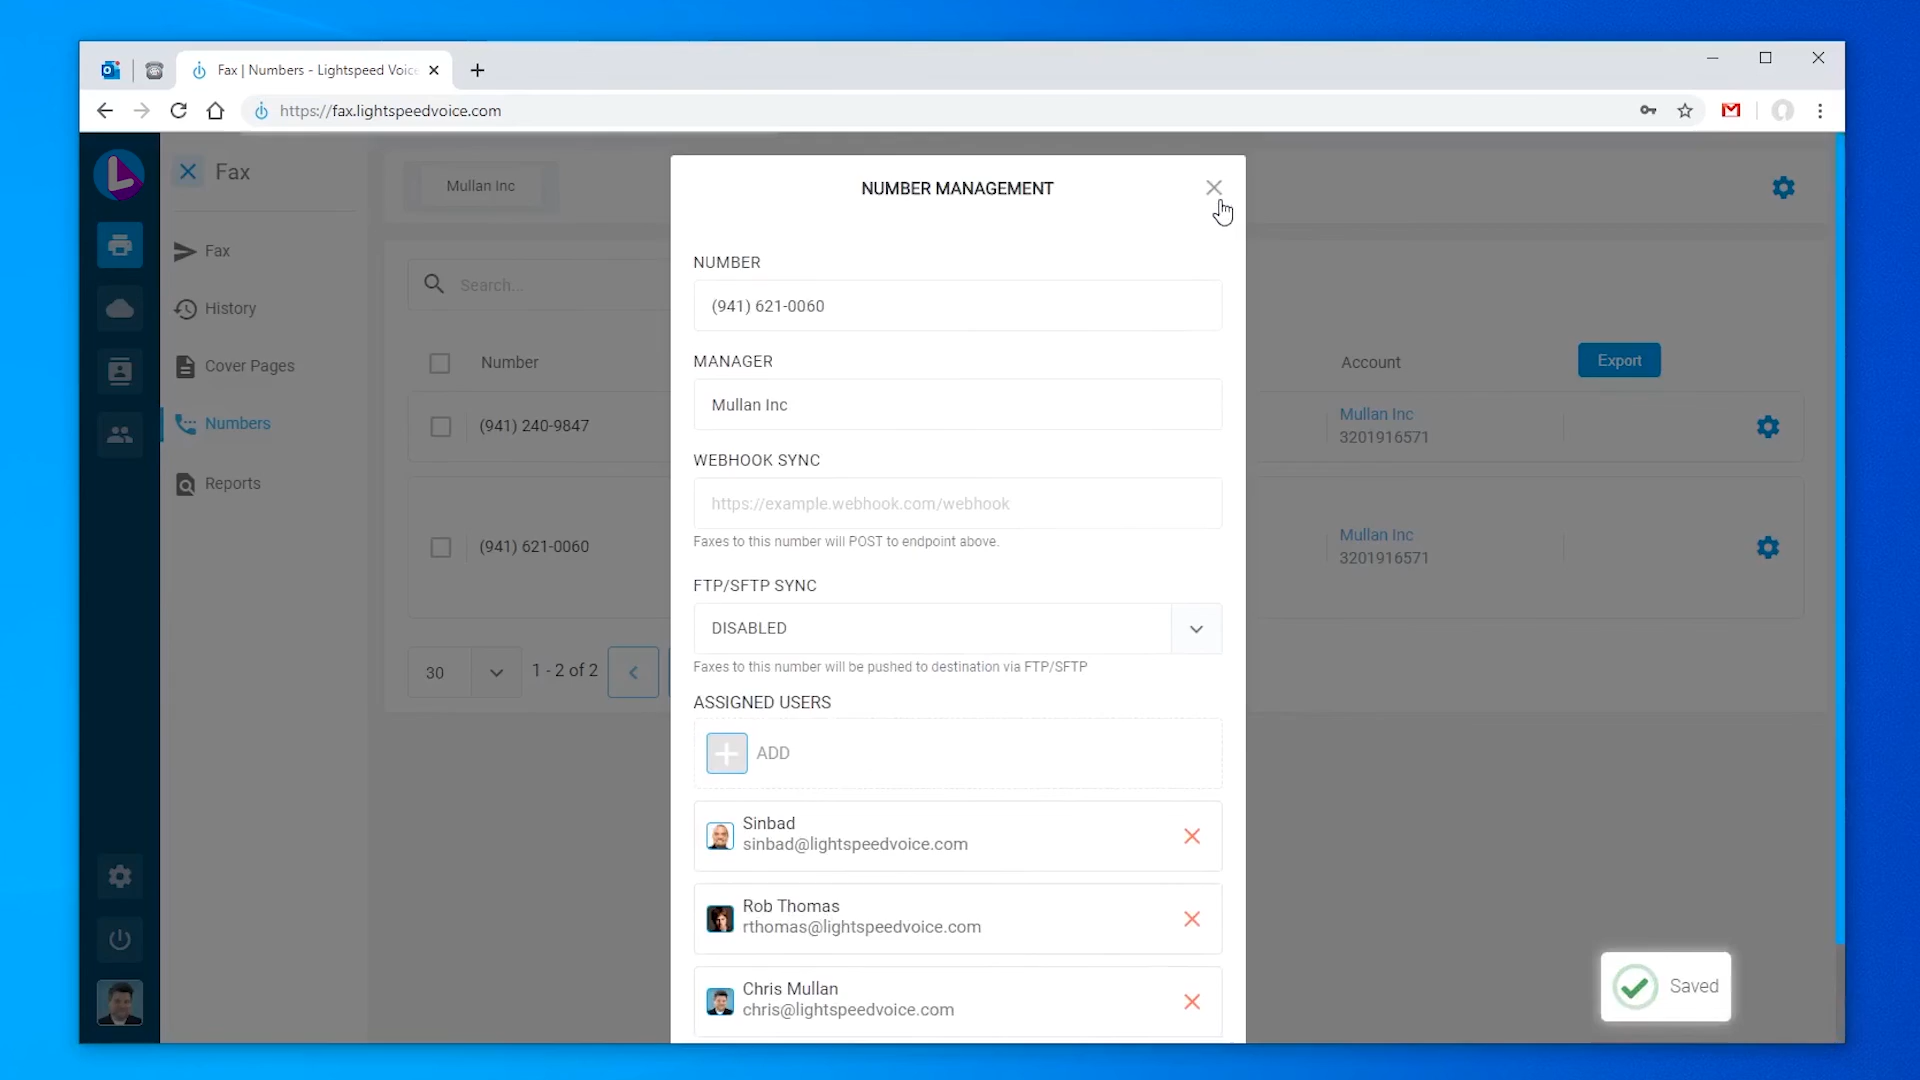 Fax | Numbers - Lightspeed Voice
https://fax.lightspeedvoice.com
Fax
Fax
History
Cover Pages
Numbers
Reports
Mullan Inc
Search...
Number
Account
Export
(941) 240-9847
Mullan Inc
3201916571
(941) 621-0060
Mullan Inc
3201916571
30
1 - 2 of 2
NUMBER MANAGEMENT
NUMBER
(941) 621-0060
MANAGER
Mullan Inc
WEBHOOK SYNC
https://example.webhook.com/webhook
Faxes to this number will POST to endpoint above.
FTP/SFTP SYNC
DISABLED
Faxes to this number will be pushed to destination via FTP/SFTP
ASSIGNED USERS
ADD
Sinbad
sinbad@lightspeedvoice.com
Rob Thomas
rthomas@lightspeedvoice.com
Chris Mullan
chris@lightspeedvoice.com
Saved